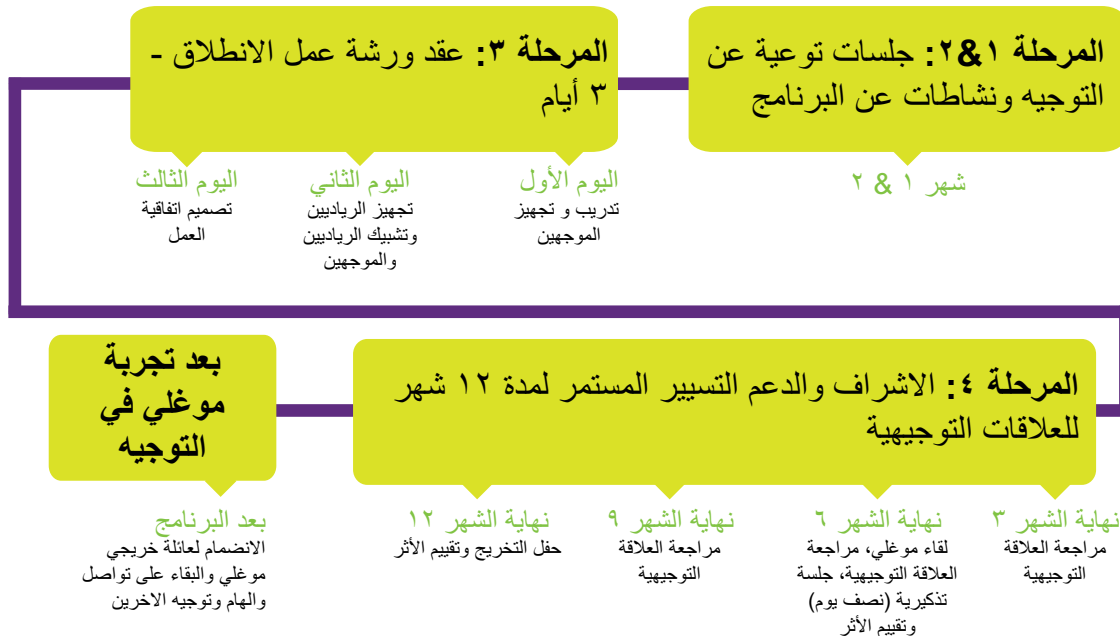 المرحلة ١&٢: جلسات توعية عن
التوجيه ونشاطات عن البرنامج
شهر ١ & ٢
المرحلة ٣: عقد ورشة عمل الانطلاق -
٣ أيام
اليوم الأول
تدريب و تجهيز
الموجهين
اليوم الثاني
تجهيز الرياديين
وتشبيك الرياديين
والموجهين
اليوم الثالث
تصميم اتفاقية
العمل
المرحلة ٤: الاشراف والدعم التسيير المستمر لمدة ١٢ شهر
للعلاقات التوجيهية
نهاية الشهر ٣
مراجعة العلاقة
التوجيهية
نهاية الشهر ٦
لقاء موغلي، مراجعة
العلاقة التوجيهية، جلسة
تذكيرية (نصف يوم)
وتقييم الأثر
نهاية الشهر ٩
مراجعة العلاقة
التوجيهية
نهاية الشهر ١٢
حفل التخريج وتقييم الأثر
بعد تجربة
موغلي في
التوجيه
بعد البرنامج
الانضمام لعائلة خريجي
موغلي والبقاء على تواصل
والهام وتوجيه الاخرين